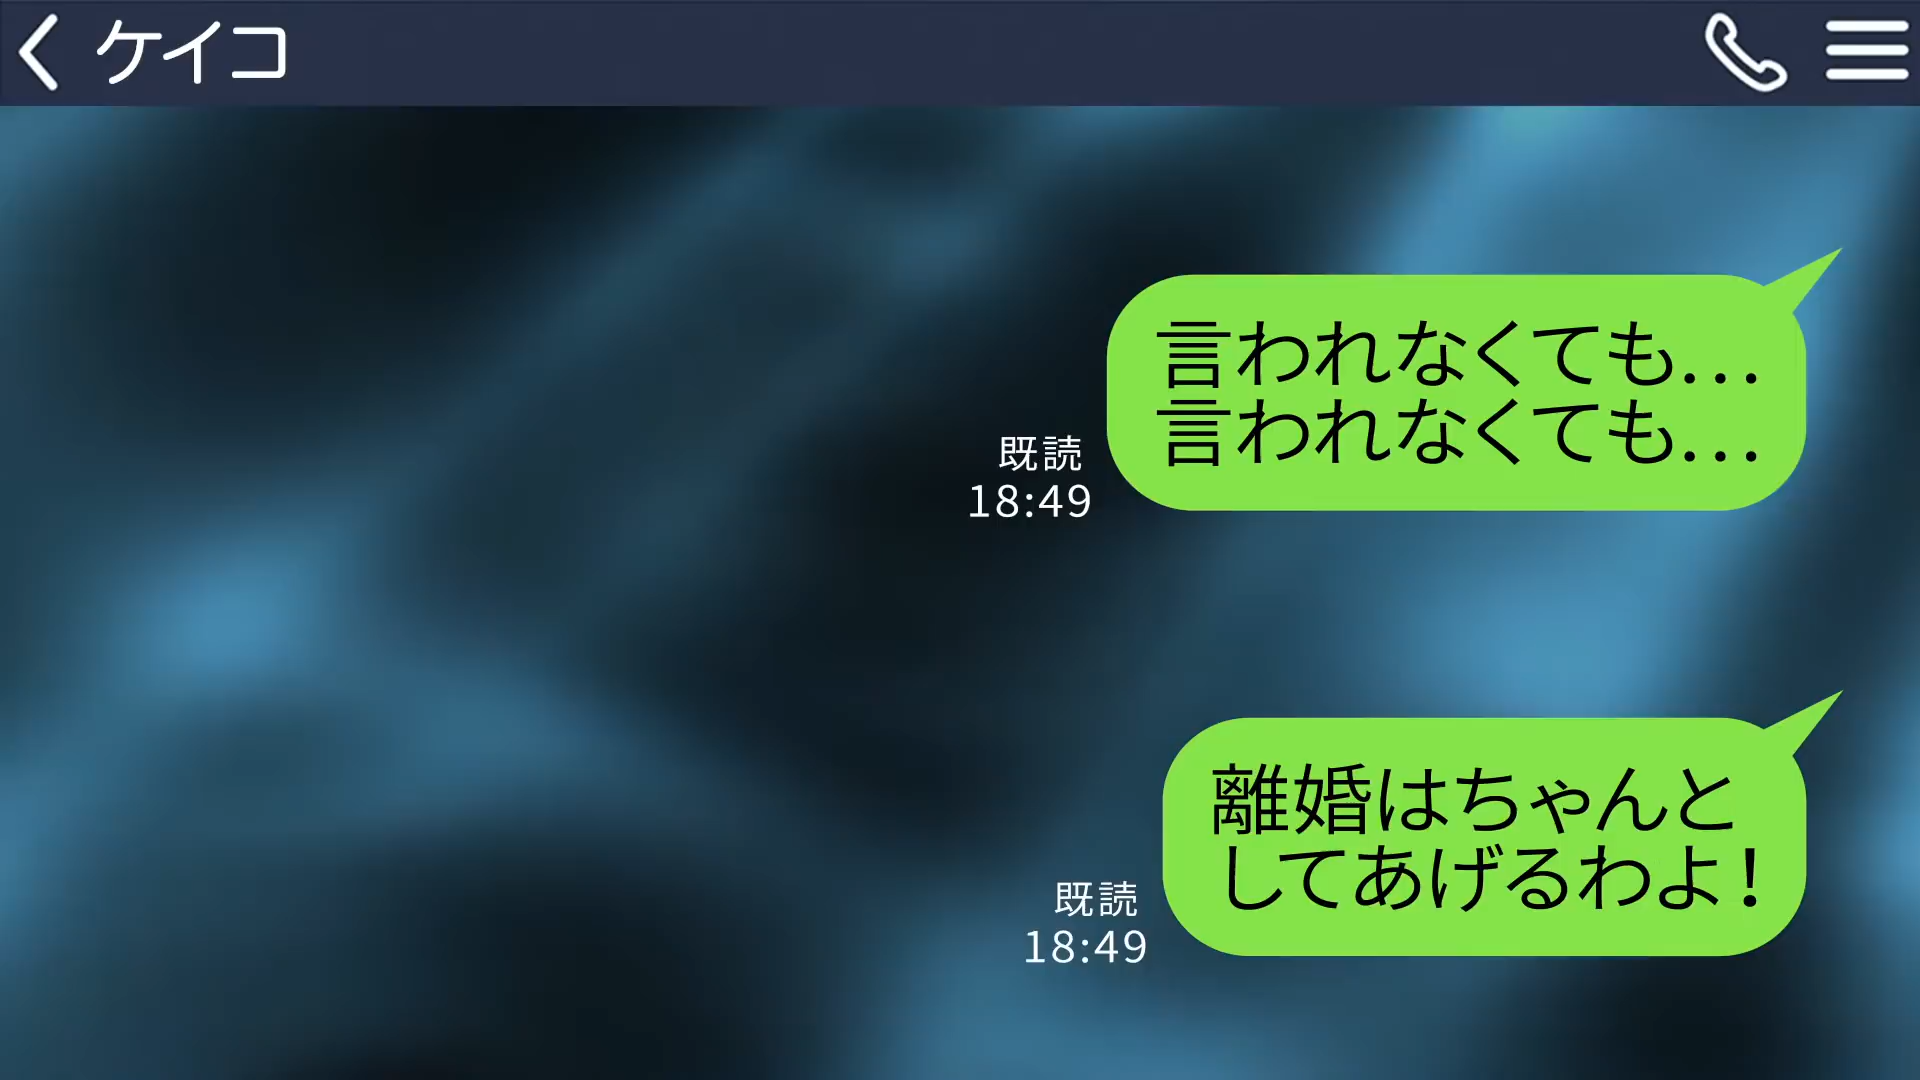 ケイコ
言われなくても…
言われなくても…
既読
18:49
離婚はちゃんと
してあげるわよ！
既読
18:49